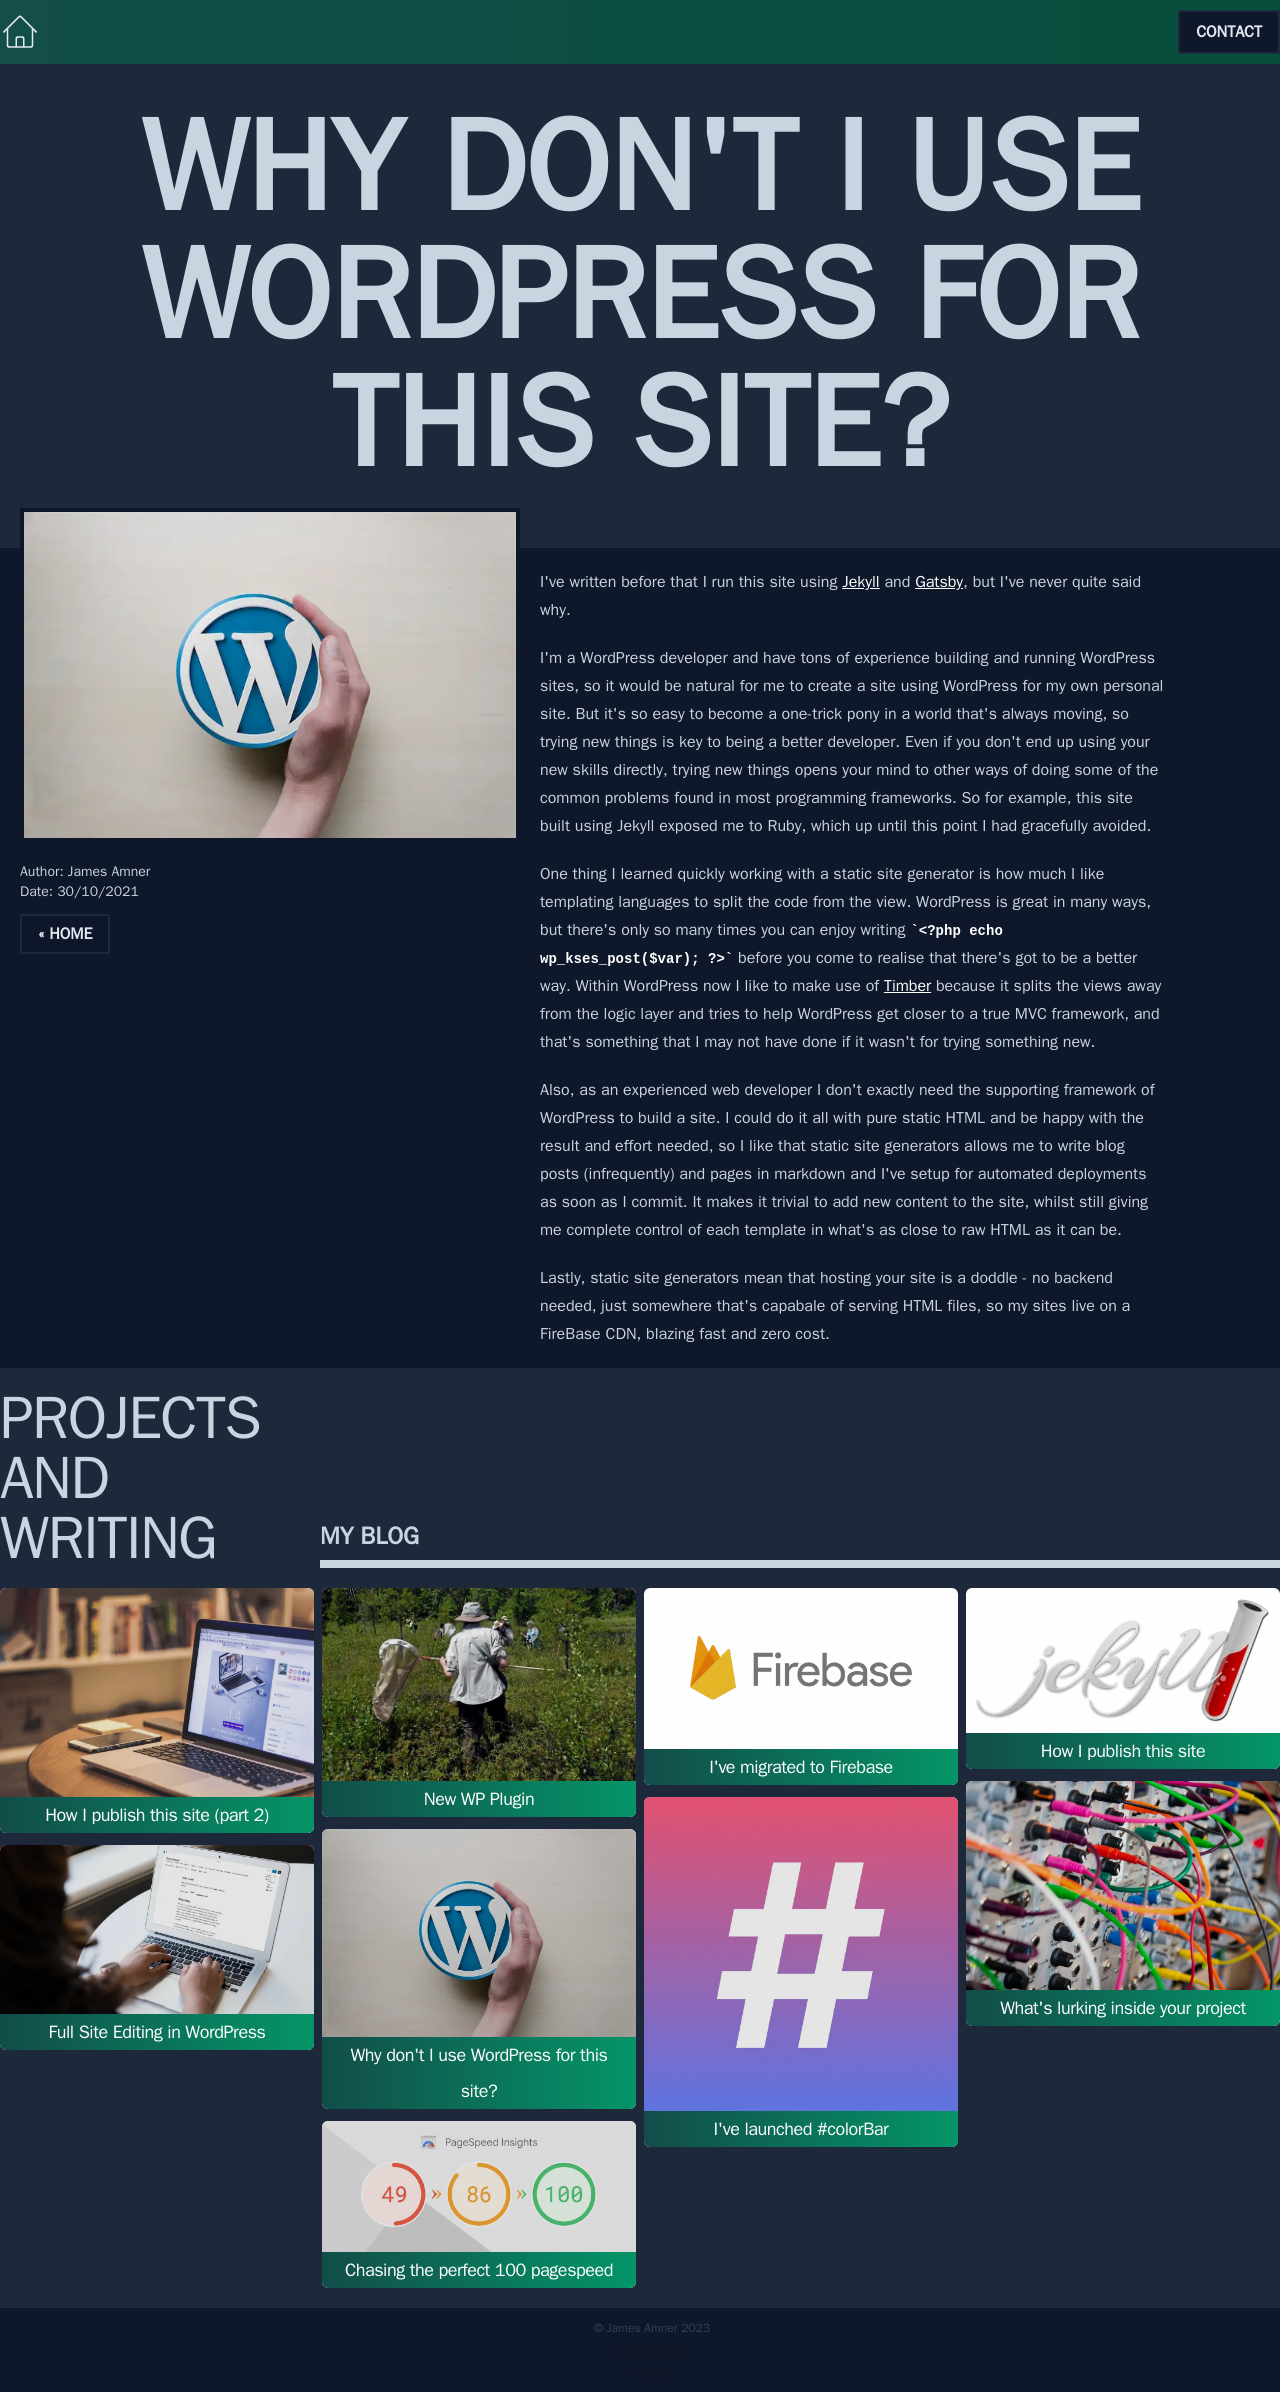 CONTACT
WHY DON'T I USE
WORDPRESS FOR
THIS SITE?
I've written before that I run this site using Jekyll and Gatsby, but I've never quite said
why.
I'm a WordPress developer and have tons of experience building and running WordPress
sites, so it would be natural for me to create a site using WordPress for my own personal
site. But it's so easy to become a one-trick pony in a world that's always moving, so
trying new things is key to being a better developer. Even if you don't end up using your
new skills directly, trying new things opens your mind to other ways of doing some of the
common problems found in most programming frameworks. So for example, this site
built using Jekyll exposed me to Ruby, which up until this point I had gracefully avoided.
One thing I learned quickly working with a static site generator is how much I like
templating languages to split the code from the view. WordPress is great in many ways,
but there's only so many times you can enjoy writing `<?php echo
wp_kses_post($var); ?>` before you come to realise that there's got to be a better
way. Within WordPress now I like to make use of Timber because it splits the views away
from the logic layer and tries to help WordPress get closer to a true MVC framework, and
that's something that I may not have done if it wasn't for trying something new.
Also, as an experienced web developer I don't exactly need the supporting framework of
WordPress to build a site. I could do it all with pure static HTML and be happy with the
result and effort needed, so I like that static site generators allows me to write blog
posts (infrequently) and pages in markdown and I've setup for automated deployments
as soon as I commit. It makes it trivial to add new content to the site, whilst still giving
me complete control of each template in what's as close to raw HTML as it can be.
Lastly, static site generators mean that hosting your site is a doddle - no backend
needed, just somewhere that's capabale of serving HTML files, so my sites live on a
FireBase CDN, blazing fast and zero cost.
Author: James Amner
Date: 30/10/2021
« HOME
PROJECTS
AND
WRITING
MY BLOG
How I publish this site (part 2)
Full Site Editing in WordPress
New WP Plugin
Why don't I use WordPress for this
site?
PageSpeed Insights
49 » 86 » 100
Chasing the perfect 100 pagespeed
Firebase
I've migrated to Firebase
#
I've launched #colorBar
jekyll
How I publish this site
What's lurking inside your project
© James Amner 2023